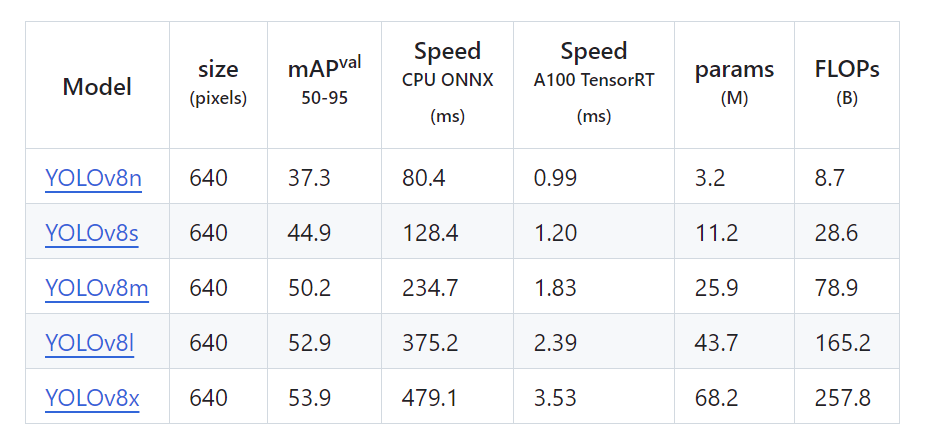 Model size (pixels) mAPval 50-95 Speed CPU ONNX (ms) Speed A100 TensorRT (ms) params (M) FLOPs (B)
YOLOv8n 640 37.3 80.4 0.99 3.2 8.7
YOLOv8s 640 44.9 128.4 1.20 11.2 28.6
YOLOv8m 640 50.2 234.7 1.83 25.9 78.9
YOLOv8l 640 52.9 375.2 2.39 43.7 165.2
YOLOv8x 640 53.9 479.1 3.53 68.2 257.8